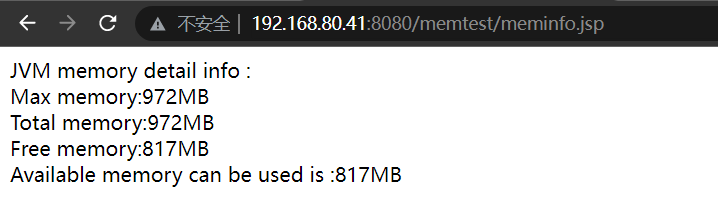 不安全 | 192.168.80.41:8080/memtest/meminfo.jsp
JVM memory detail info :
Max memory:972MB
Total memory:972MB
Free memory:817MB
Available memory can be used is :817MB